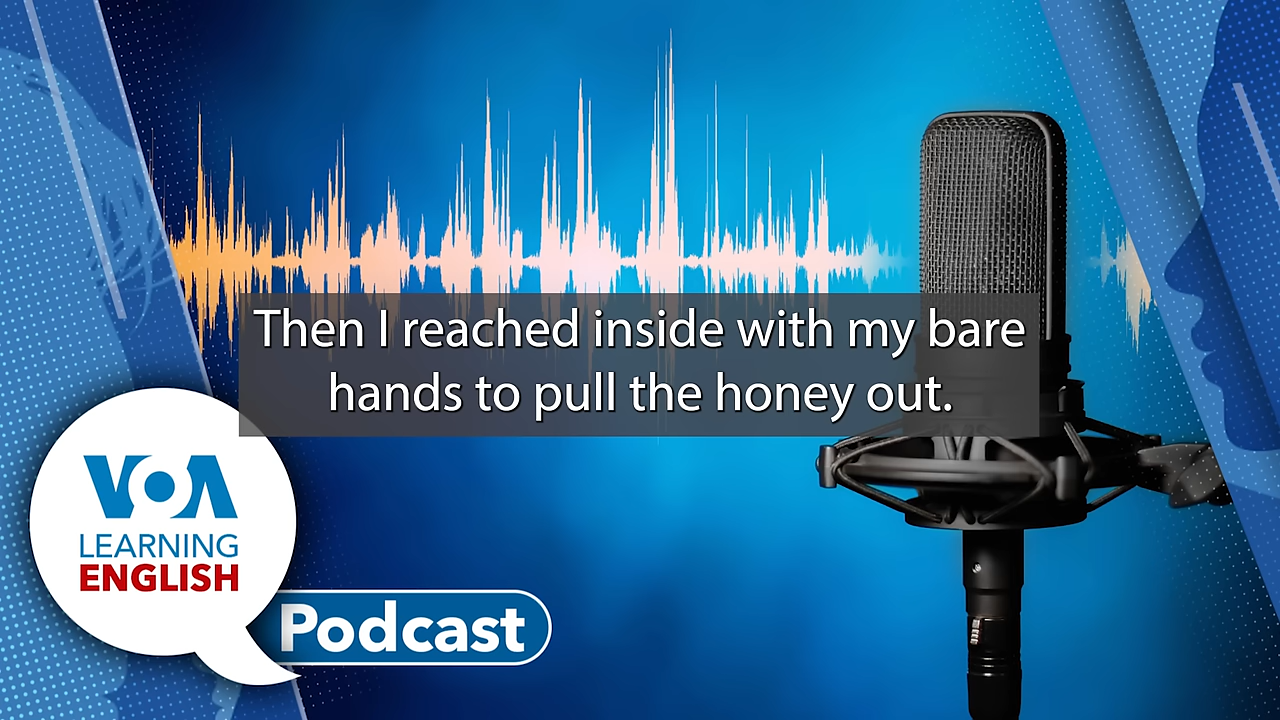 Then I reached inside with my bare
hands to pull the honey out.
VOA
LEARNING
ENGLISH
Podcast